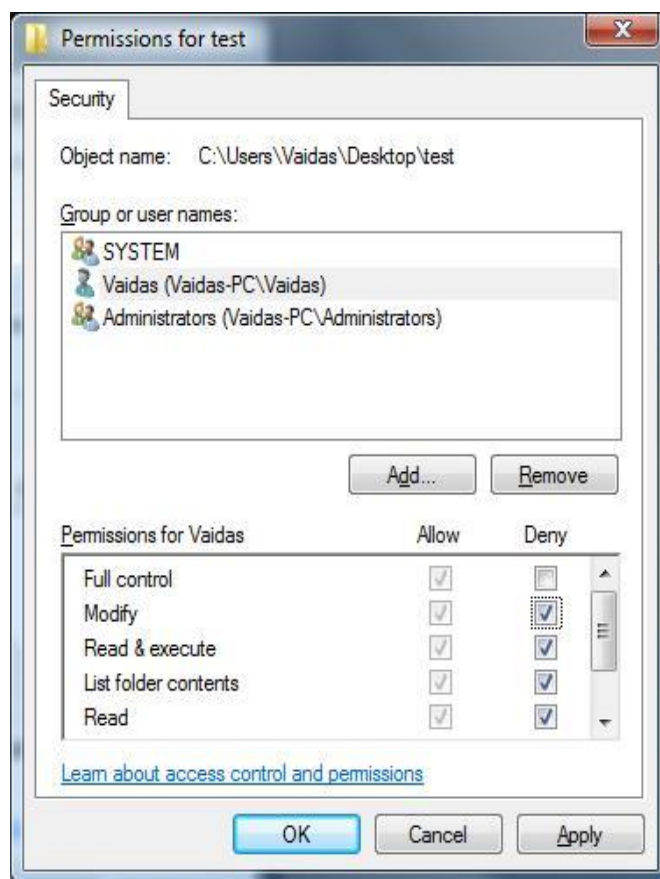 Permissions for test
Security
Object name: C:\Users\Vaidas\Desktop\test
Group or user names:
SYSTEM
Vaidas (Vaidas-PC\Vaidas)
Administrators (Vaidas-PC\Administrators)
Add... Remove
Permissions for Vaidas Allow Deny
Full control
Modify
Read & execute
List folder contents
Read
Learn about access control and permissions
OK Cancel Apply